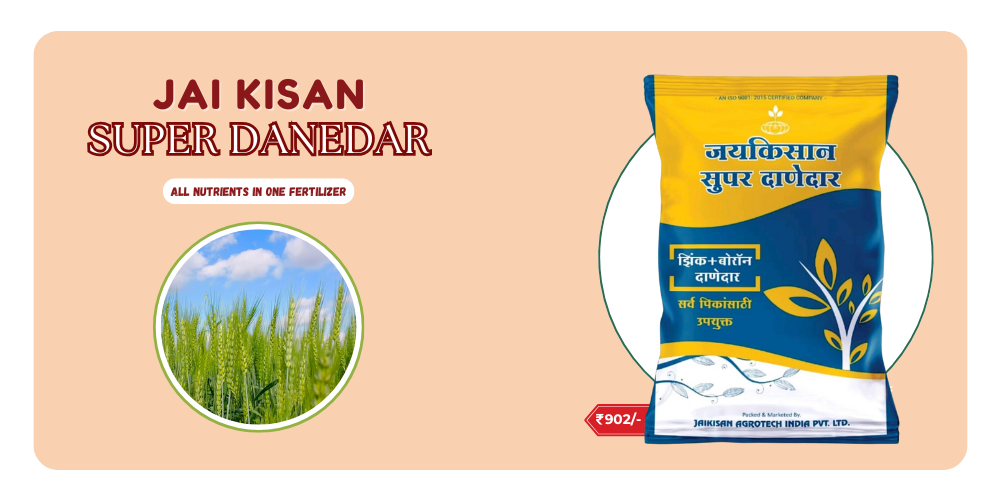 JAI KISAN
SUPER DANEDAR
ALL NUTRIENTS IN ONE FERTILIZER
- AN ISO 9001: 2015 CERTIFIED COMPANY -
जयकिसान
सुपर दाणेदार
झिंक+बोरॉन
दाणेदार
सर्व पिकांसाठी
उपयुक्त
₹902/-
Packed & Marketed By.
JAIKISAN AGROTECH INDIA PVT. LTD.